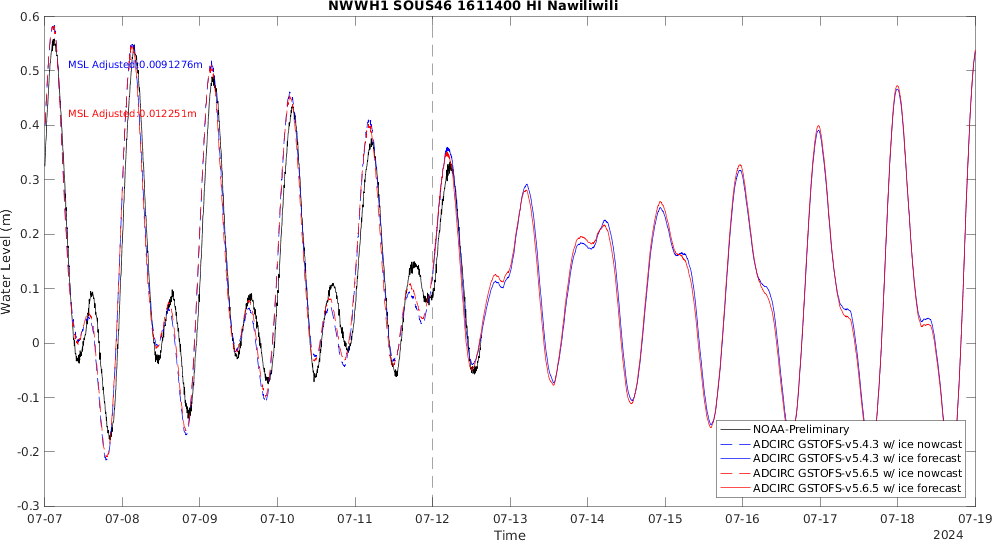 NWWH1 SOUS46 1611400 HI Nawiliwili
0.6
0.5
0.4
0.3
0.2
0.1
0
-0.1
-0.2
-0.3
Water Level (m)
MSL Adjusted:0.0091276m
MSL Adjusted:0.012251m
NOAA-Preliminary
ADCIRC GSTOFS-v5.4.3 w/ ice nowcast
ADCIRC GSTOFS-v5.4.3 w/ ice forecast
ADCIRC GSTOFS-v5.6.5 w/ ice nowcast
ADCIRC GSTOFS-v5.6.5 w/ ice forecast
07-07 07-08 07-09 07-10 07-11 07-12 07-13 07-14 07-15 07-16 07-17 07-18 07-19
Time
2024